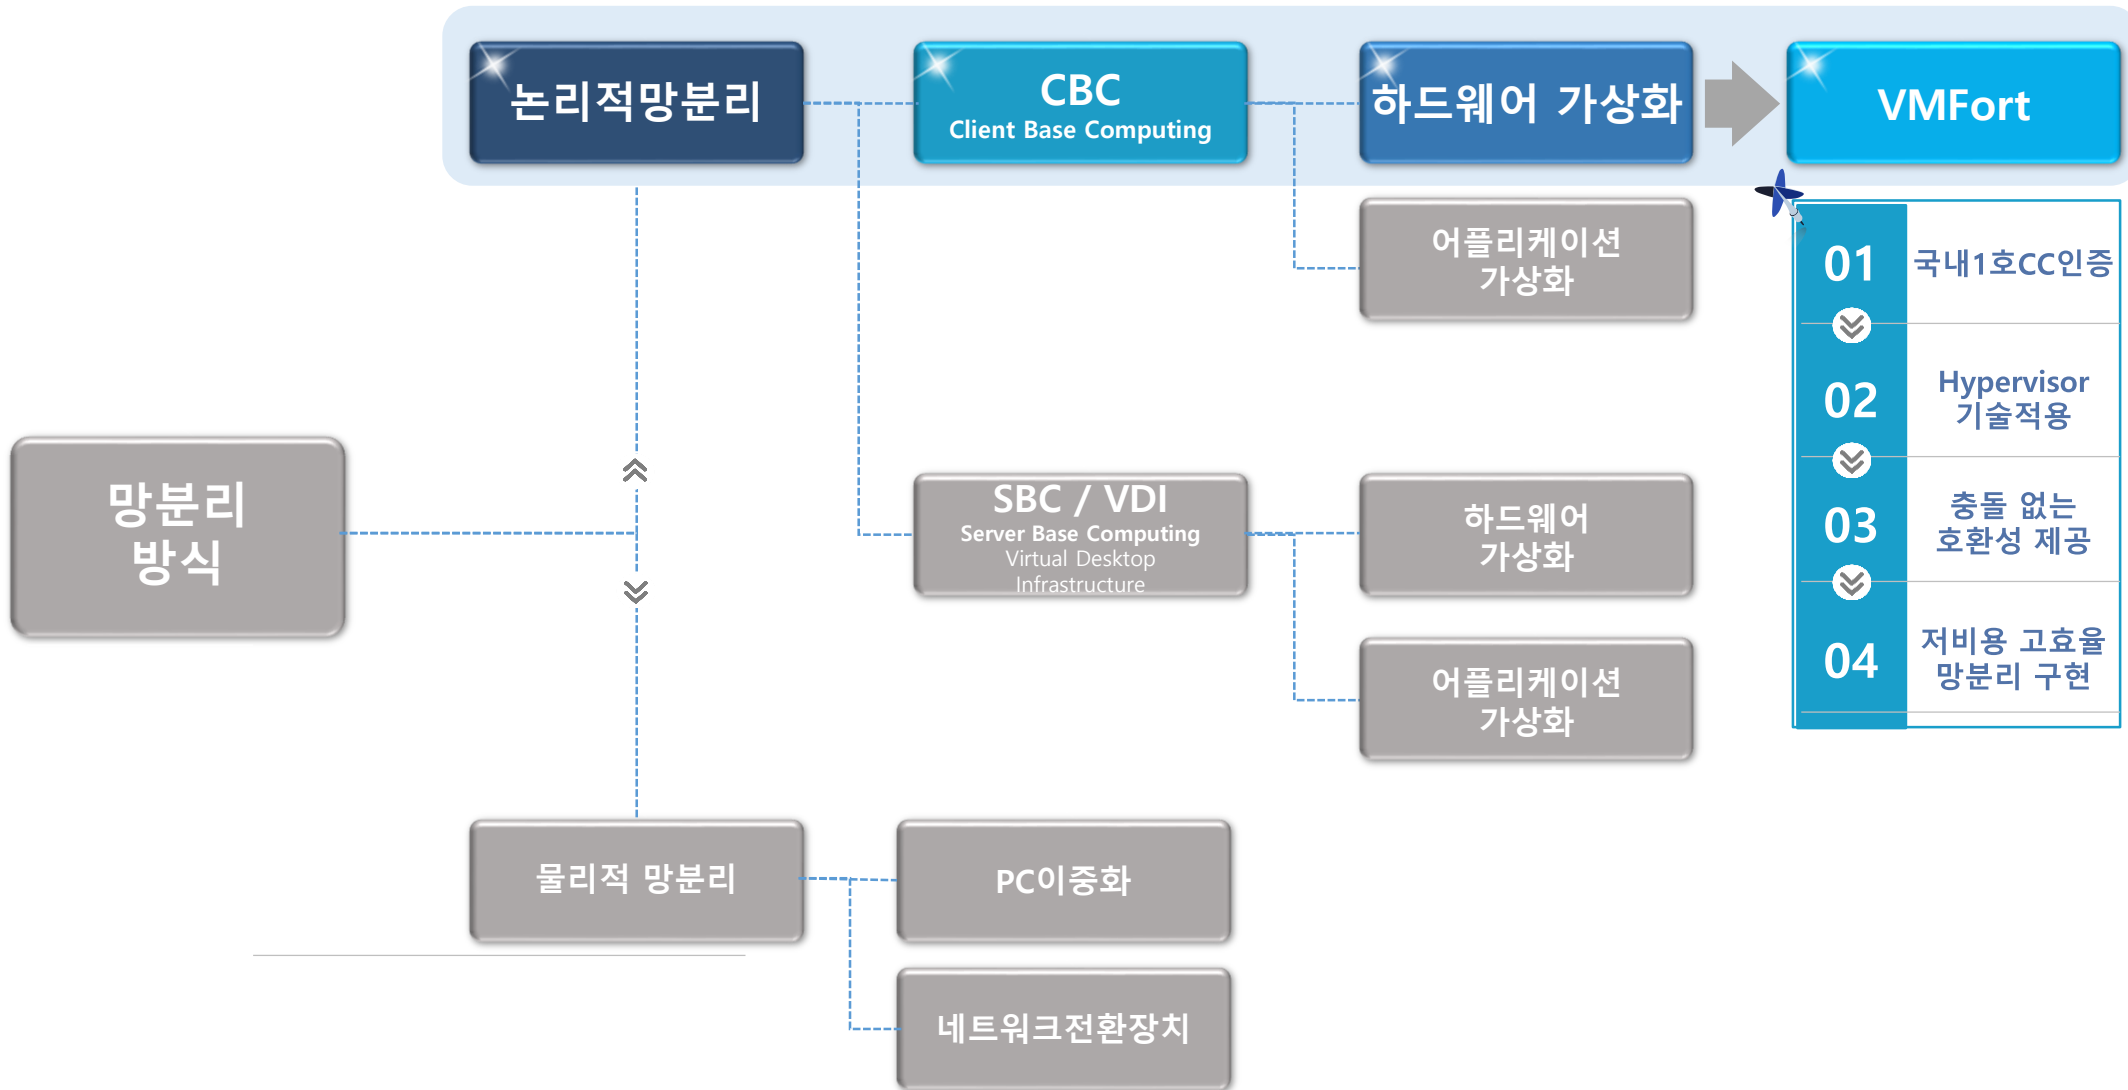 논리적망분리
CBC
Client Base Computing
하드웨어 가상화
VMFort
어플리케이션
가상화
망분리
방식
SBC / VDI
Server Base Computing
Virtual Desktop
Infrastructure
하드웨어
가상화
어플리케이션
가상화
물리적 망분리
PC이중화
네트워크전환장치
01
국내1호CC인증
02
Hypervisor
기술적용
03
충돌 없는
호환성 제공
04
저비용 고효율
망분리 구현